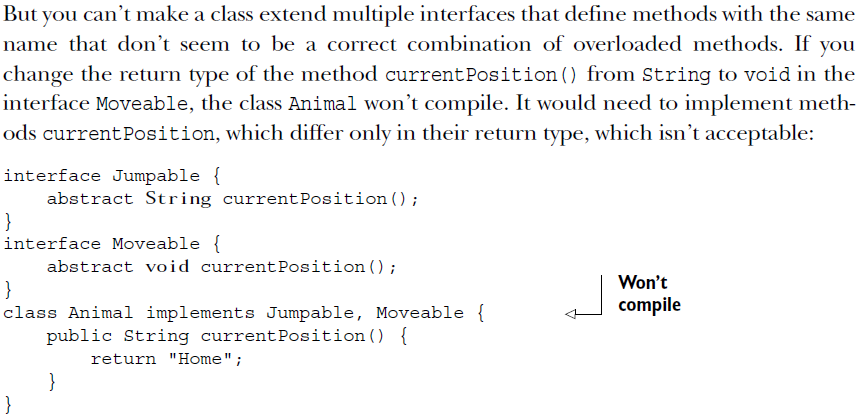 But you can't make a class extend multiple interfaces that define methods with the same
name that don't seem to be a correct combination of overloaded methods. If you
change the return type of the method currentPosition() from String to void in the
interface Moveable, the class Animal won't compile. It would need to implement meth-
ods currentPosition, which differ only in their return type, which isn't acceptable:
interface Jumpable {
    abstract String currentPosition();
}
interface Moveable {
    abstract void currentPosition();
}
class Animal implements Jumpable, Moveable {
    public String currentPosition() {
        return "Home";
    }
}
Won't
compile